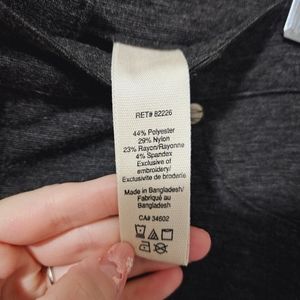 RET# 82226
44% Polyester
29% Nylon
23% Rayon/Rayonne
4% Spandex
Exclusive of
embroidery/
Exclusivite de broderie
Made in Bangladesh/
Fabriqué au
Bangladesh
CA# 34602